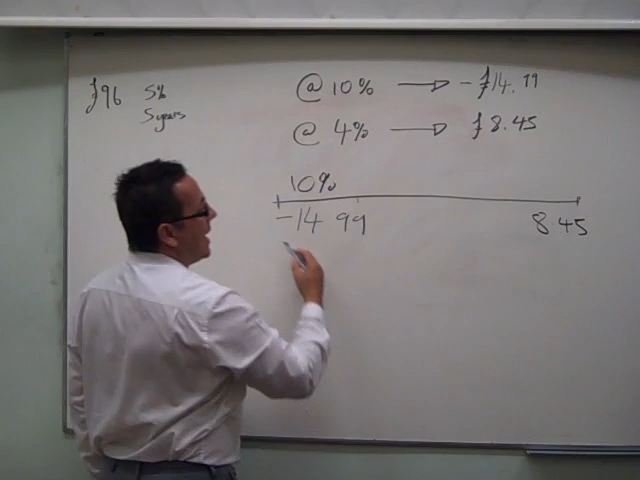 £96 5%
5 years
@ 10% → -£14.99
@ 4% → £8.45
10%
-14 99 8 45